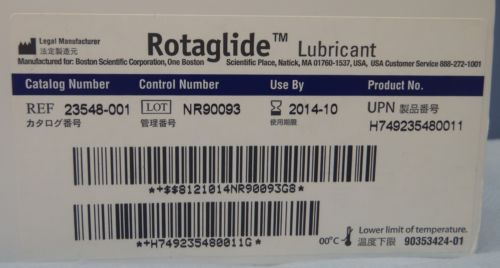 Legal Manufacturer
法定製造元
Rotaglide™ Lubricant
Manufactured for: Boston Scientific Corporation, One Boston Scientific Place, Natick, MA 01760-1537, USA, USA Customer Service 888-272-1001
Catalog Number Control Number Use By Product No.
REF 23548-001 LOT NR90093 2014-10 UPN 製品番号
カタログ番号 管理番号 使用期限 H749235480011
*+$$8121014NR90093G8*
*+H749235480011G*
00°C Lower limit of temperature.
温度下限 90353424-01